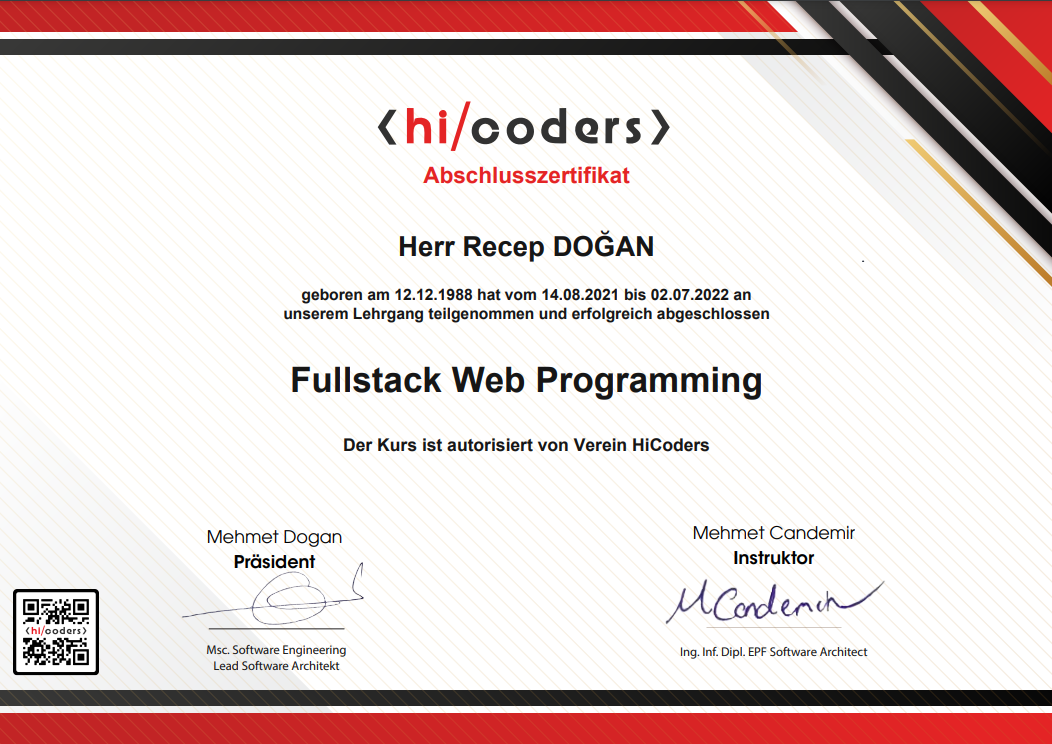 <hi/coders>
Abschlusszertifikat
Herr Recep DOĞAN
geboren am 12.12.1988 hat vom 14.08.2021 bis 02.07.2022 an
unserem Lehrgang teilgenommen und erfolgreich abgeschlossen
Fullstack Web Programming
Der Kurs ist autorisiert von Verein HiCoders
Mehmet Dogan
Präsident
Msc. Software Engineering
Lead Software Architekt
Mehmet Candemir
Instruktor
M Candemir
Ing. Inf. Dipl. EPF Software Architect
<hi/coders>